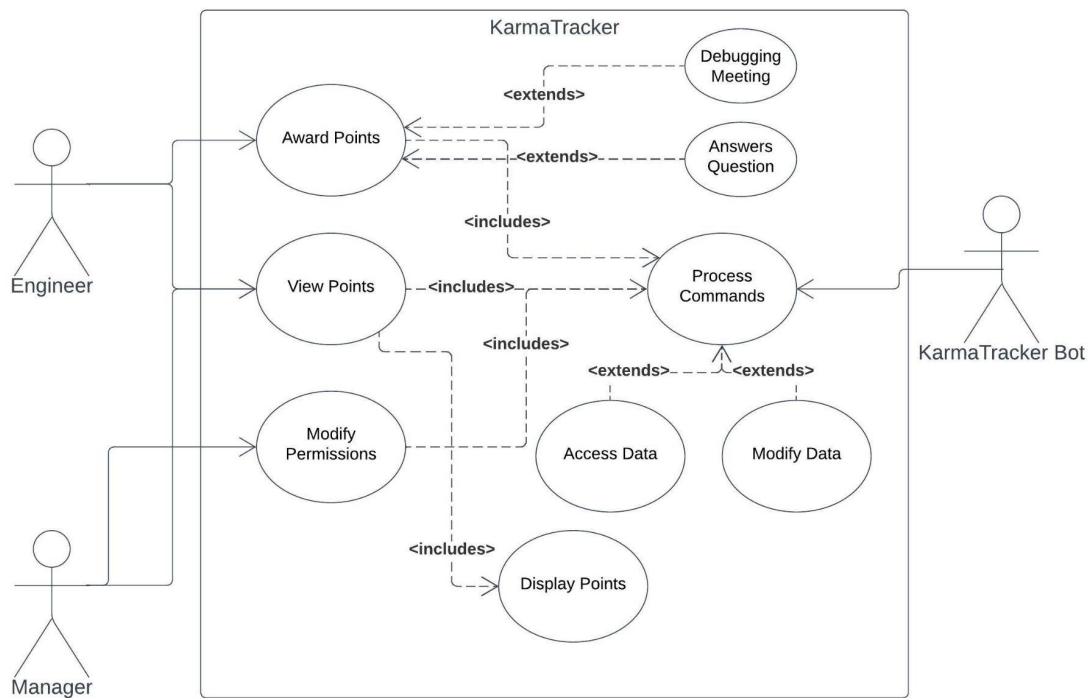 KarmaTracker
Debugging
Meeting
<extends>
Award Points
Answers
Question
<extends>
<includes>
Engineer
View Points
<includes>
Process
Commands
KarmaTracker Bot
<includes>
<extends>
<extends>
Modify
Permissions
Access Data
Modify Data
<includes>
Display Points
Manager